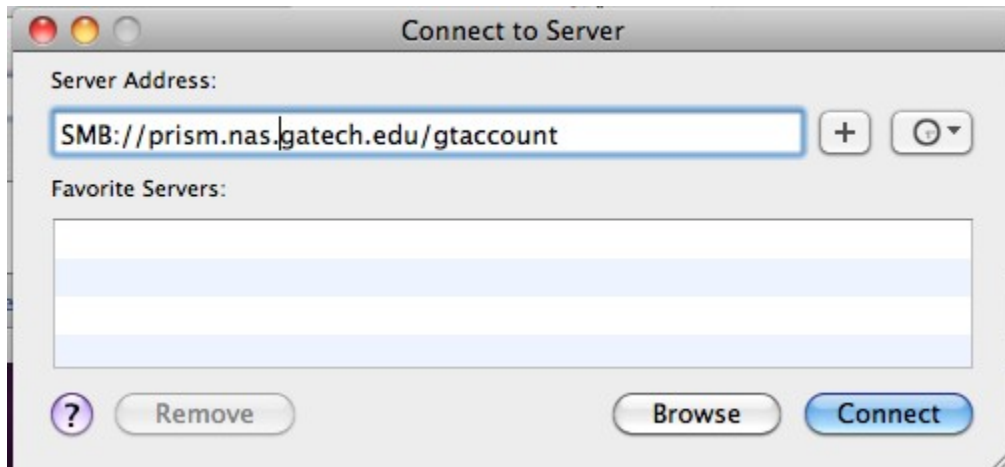 Connect to Server
Server Address:
SMB://prism.nas.gatech.edu/gtaccount
+
Favorite Servers:
? Remove Browse Connect